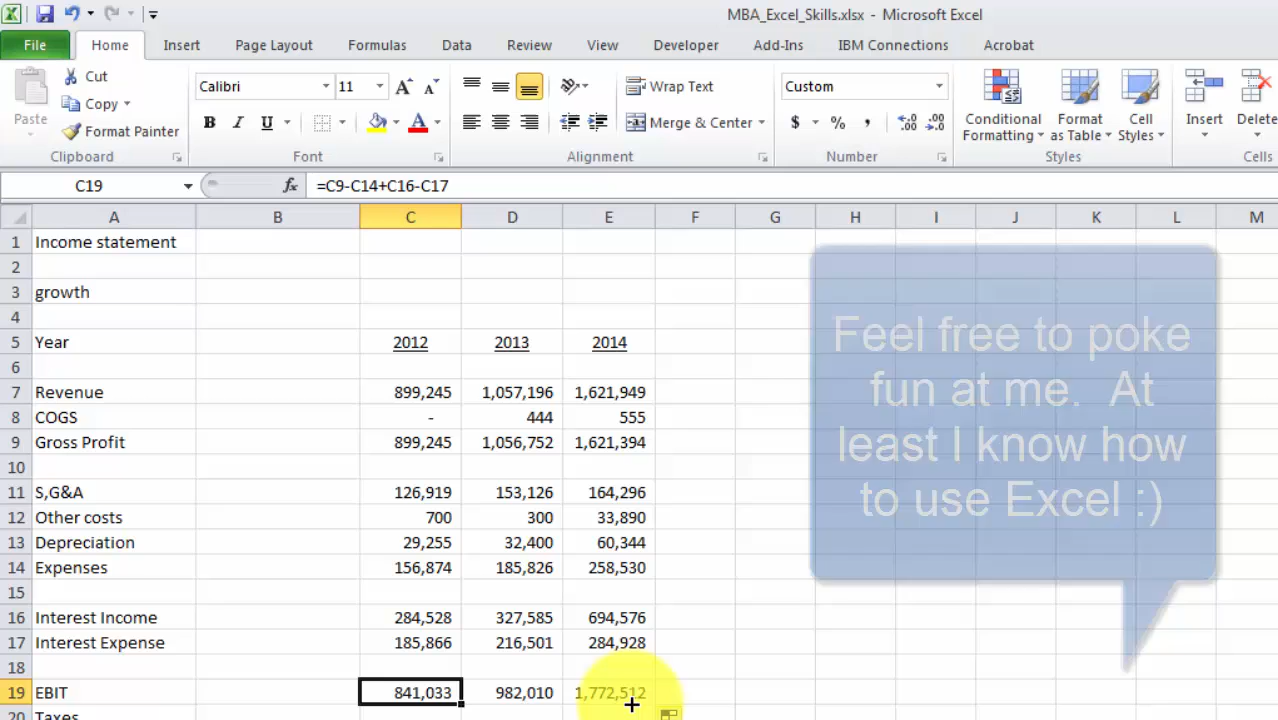 MBA_Excel_Skills.xlsx - Microsoft Excel
File Home Insert Page Layout Formulas Data Review View Developer Add-Ins IBM Connections Acrobat
Paste
Cut
Copy
Format Painter
Clipboard
Calibri 11
B I U
Font
Wrap Text
Merge & Center
Alignment
Custom
$ % ,
Number
Conditional Formatting
Format as Table
Cell Styles
Styles
Insert
Delete
Cells
C19 fx =C9-C14+C16-C17
A B C D E F G H I J K L M
1 Income statement
2
3 growth
4
5 Year 2012 2013 2014
6
7 Revenue 899,245 1,057,196 1,621,949
8 COGS - 444 555
9 Gross Profit 899,245 1,056,752 1,621,394
10
11 S,G&A 126,919 153,126 164,296
12 Other costs 700 300 33,890
13 Depreciation 29,255 32,400 60,344
14 Expenses 156,874 185,826 258,530
15
16 Interest Income 284,528 327,585 694,576
17 Interest Expense 185,866 216,501 284,928
18
19 EBIT 841,033 982,010 1,772,512
20 Taxes
Feel free to poke
fun at me. At
least I know how
to use Excel :)